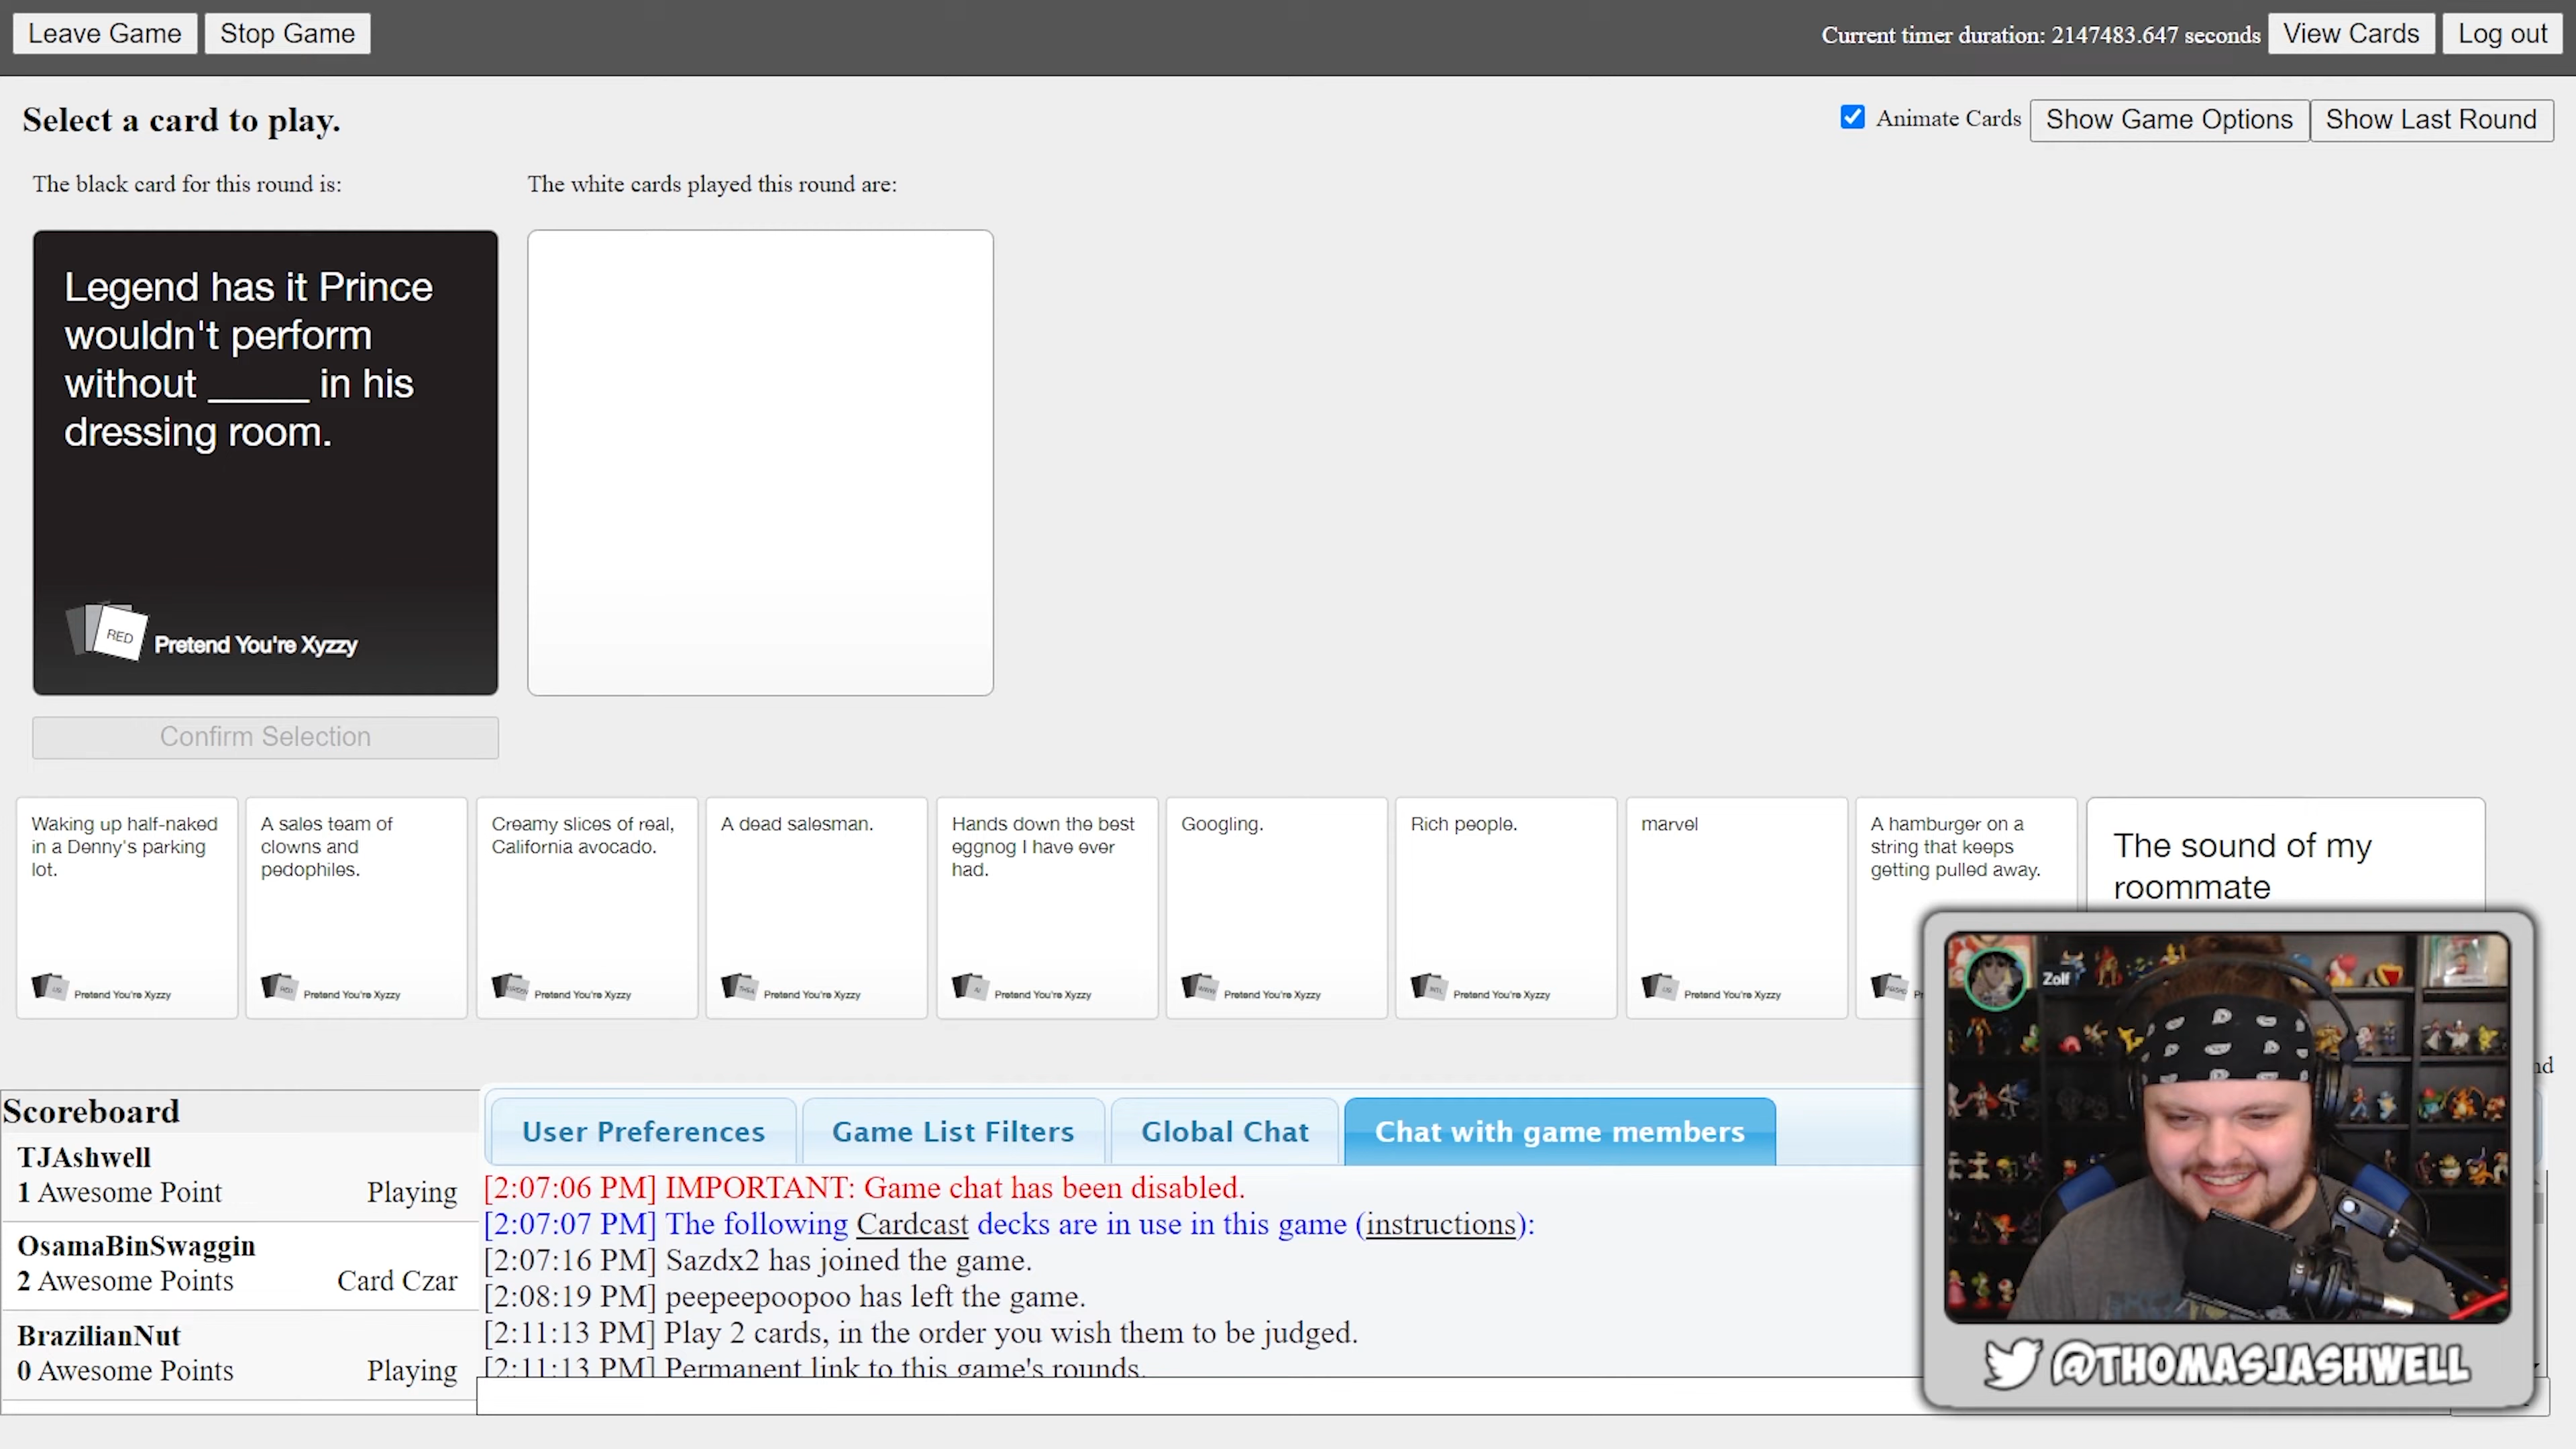 Leave Game
Stop Game
Current timer duration: 2147483.647 seconds
View Cards
Log out
Select a card to play.
Animate Cards
Show Game Options
Show Last Round
The black card for this round is:
The white cards played this round are:
Legend has it Prince
wouldn't perform
without _____ in his
dressing room.
RED
Pretend You're Xyzzy
Confirm Selection
Waking up half-naked
in a Denny's parking
lot.
US
Pretend You're Xyzzy
A sales team of
clowns and
pedophiles.
RED
Pretend You're Xyzzy
Creamy slices of real,
California avocado.
Pretend You're Xyzzy
A dead salesman.
Pretend You're Xyzzy
Hands down the best
eggnog I have ever
had.
Pretend You're Xyzzy
Googling.
WWW
Pretend You're Xyzzy
Rich people.
INTL
Pretend You're Xyzzy
marvel
US
Pretend You're Xyzzy
A hamburger on a
string that keeps
getting pulled away.
The sound of my
roommate
Zolf
Scoreboard
TJAshwell
1 Awesome Point
Playing
OsamaBinSwaggin
2 Awesome Points
Card Czar
BrazilianNut
0 Awesome Points
Playing
User Preferences
Game List Filters
Global Chat
Chat with game members
[2:07:06 PM] IMPORTANT: Game chat has been disabled.
[2:07:07 PM] The following Cardcast decks are in use in this game (instructions):
[2:07:16 PM] Sazdx2 has joined the game.
[2:08:19 PM] peepeepoopoo has left the game.
[2:11:13 PM] Play 2 cards, in the order you wish them to be judged.
[2:11:13 PM] Permanent link to this game's rounds.
@THOMASJASHWELL